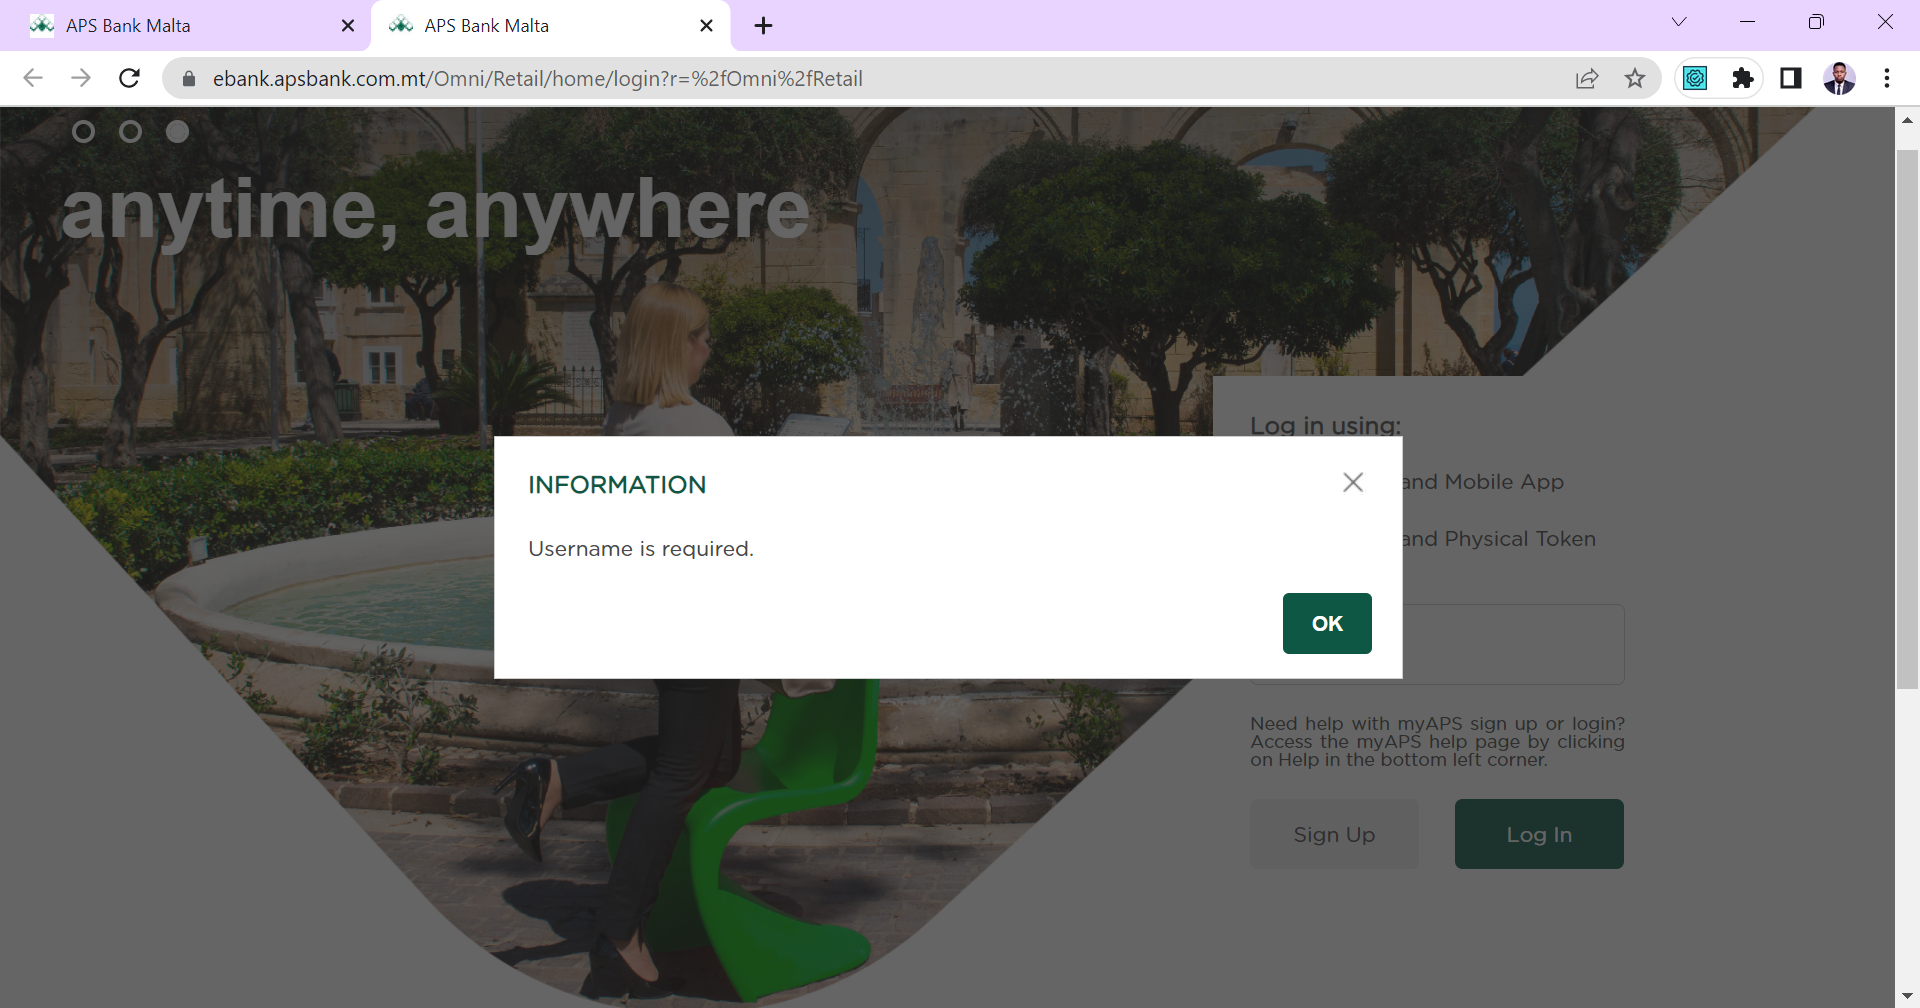 APS Bank Malta
APS Bank Malta
ebank.apsbank.com.mt/Omni/Retail/home/login?r=%2fOmni%2fRetail
anytime, anywhere
Log in using:
and Mobile App
and Physical Token
INFORMATION
Username is required.
OK
Need help with myAPS sign up or login?
Access the myAPS help page by clicking
on Help in the bottom left corner.
Sign Up
Log In